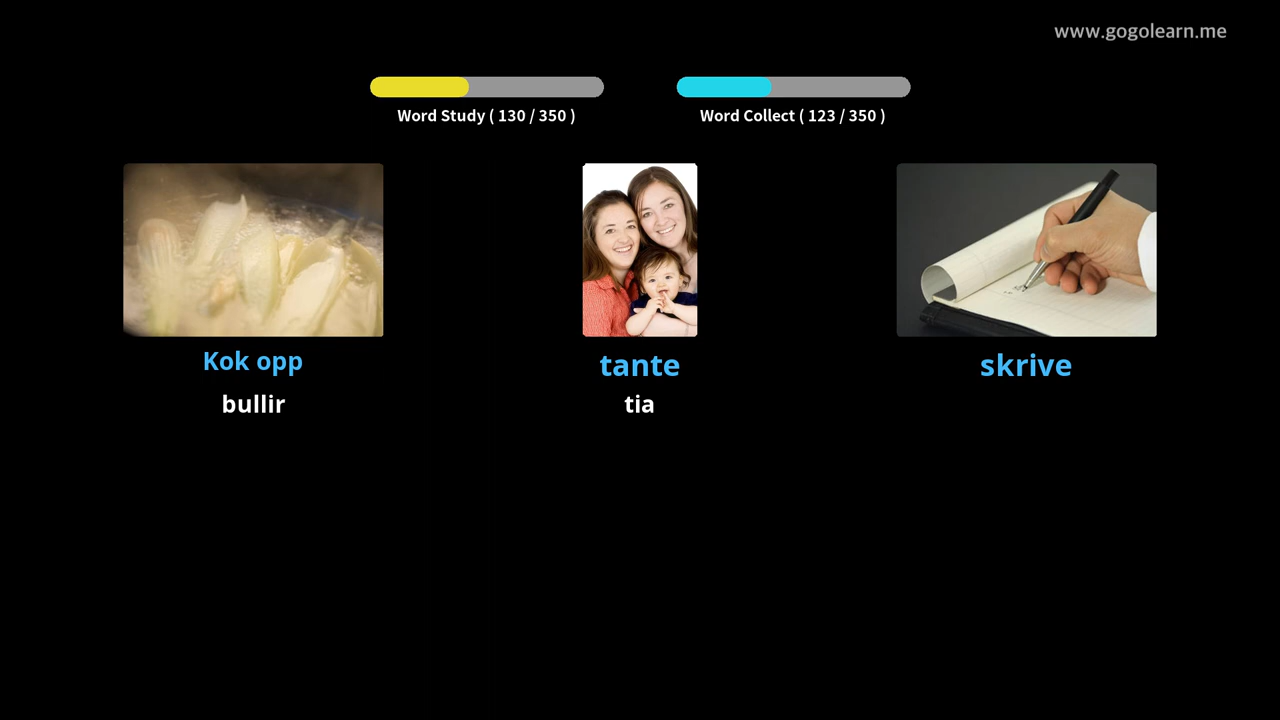 www.gogolearn.me
Word Study ( 130 / 350 )
Word Collect ( 123 / 350 )
Kok opp
tante
skrive
bullir
tia